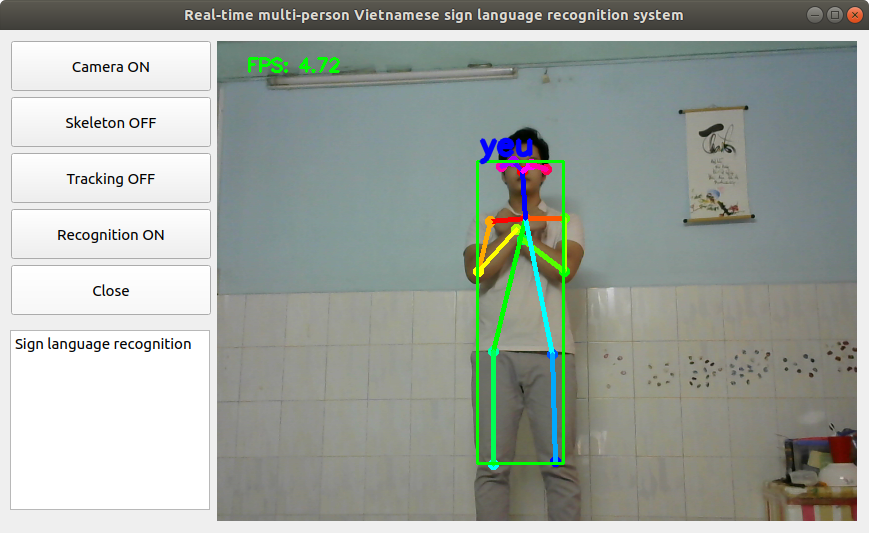 Real-time multi-person Vietnamese sign language recognition system
Camera ON
Skeleton OFF
Tracking OFF
Recognition ON
Close
Sign language recognition
FPS: 4.72
you